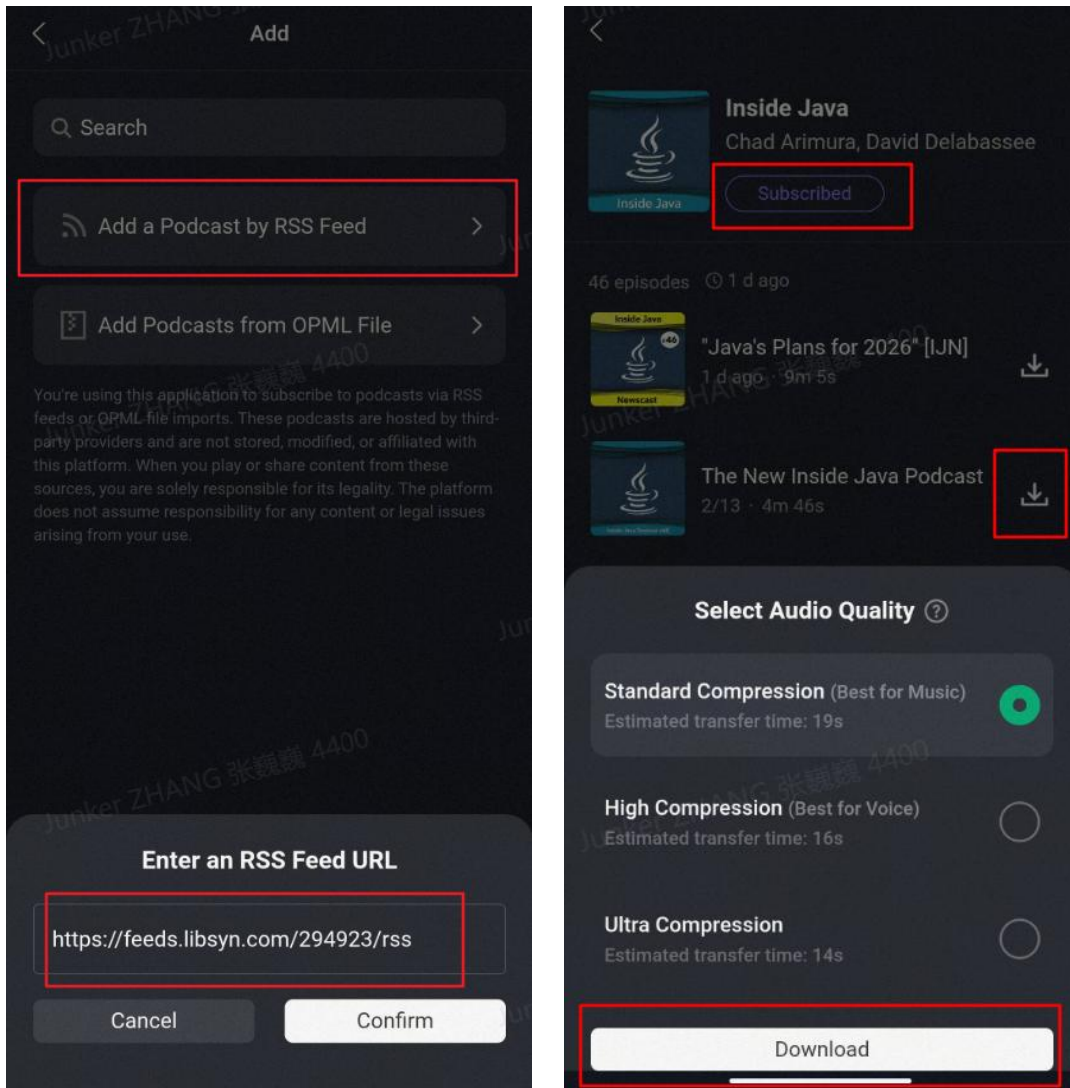 Add
Search
Add a Podcast by RSS Feed
Add Podcasts from OPML File
You're using this application to subscribe to podcasts via RSS
feeds or OPML file imports. These podcasts are hosted by third-
party providers and are not stored, modified, or affiliated with
this platform. When you play or share content from these
sources, you are solely responsible for its legality. The platform
does not assume responsibility for any content or legal issues
arising from your use.
Junker ZHANG 张巍巍 4400
Enter an RSS Feed URL
https://feeds.libsyn.com/294923/rss
Cancel
Confirm
Inside Java
Chad Arimura, David Delabassee
Subscribed
Inside Java
46 episodes 1 d ago
Inside Java
#46
Newscast
"Java's Plans for 2026" [IJN]
1 d ago · 9m 5s
The New Inside Java Podcast
2/13 · 4m 46s
Select Audio Quality ?
Standard Compression (Best for Music)
Estimated transfer time: 19s
High Compression (Best for Voice)
Estimated transfer time: 16s
Ultra Compression
Estimated transfer time: 14s
Download